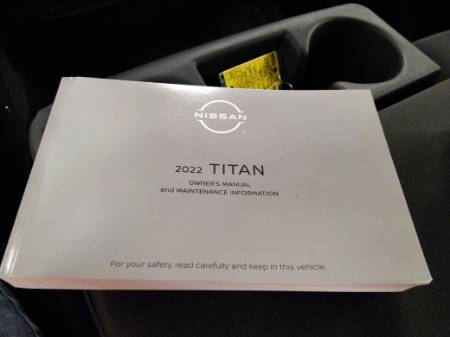 NISSAN
2022 TITAN
OWNER'S MANUAL
and MAINTENANCE INFORMATION
For your safety, read carefully and keep in this vehicle.